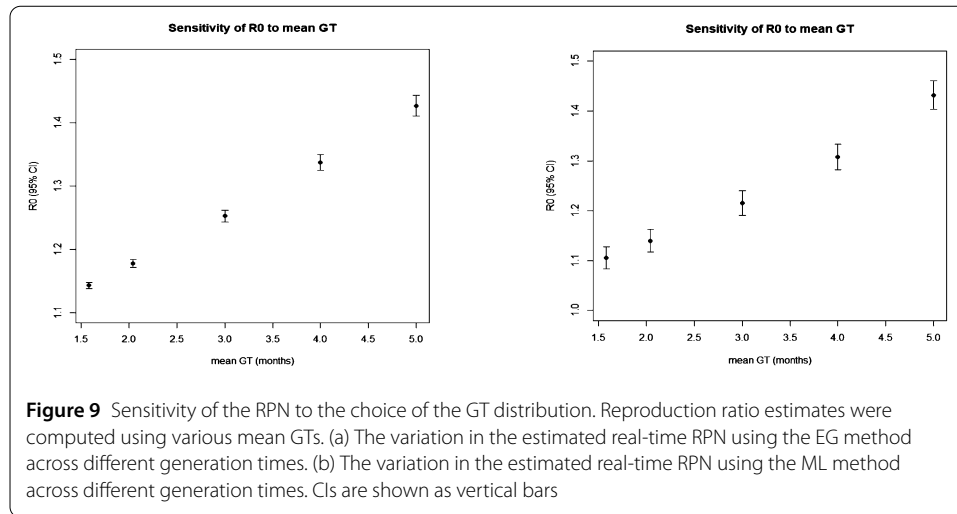 Sensitivity of R0 to mean GT
R0 (95% CI)
1.5
1.4
1.3
1.2
1.1
1.5 2.0 2.5 3.0 3.5 4.0 4.5 5.0
mean GT (months)
Sensitivity of R0 to mean GT
R0 (95% CI)
1.5
1.4
1.3
1.2
1.1
1.0
1.5 2.0 2.5 3.0 3.5 4.0 4.5 5.0
mean GT (months)
Figure 9 Sensitivity of the RPN to the choice of the GT distribution. Reproduction ratio estimates were
computed using various mean GTs. (a) The variation in the estimated real-time RPN using the EG method
across different generation times. (b) The variation in the estimated real-time RPN using the ML method
across different generation times. CIs are shown as vertical bars